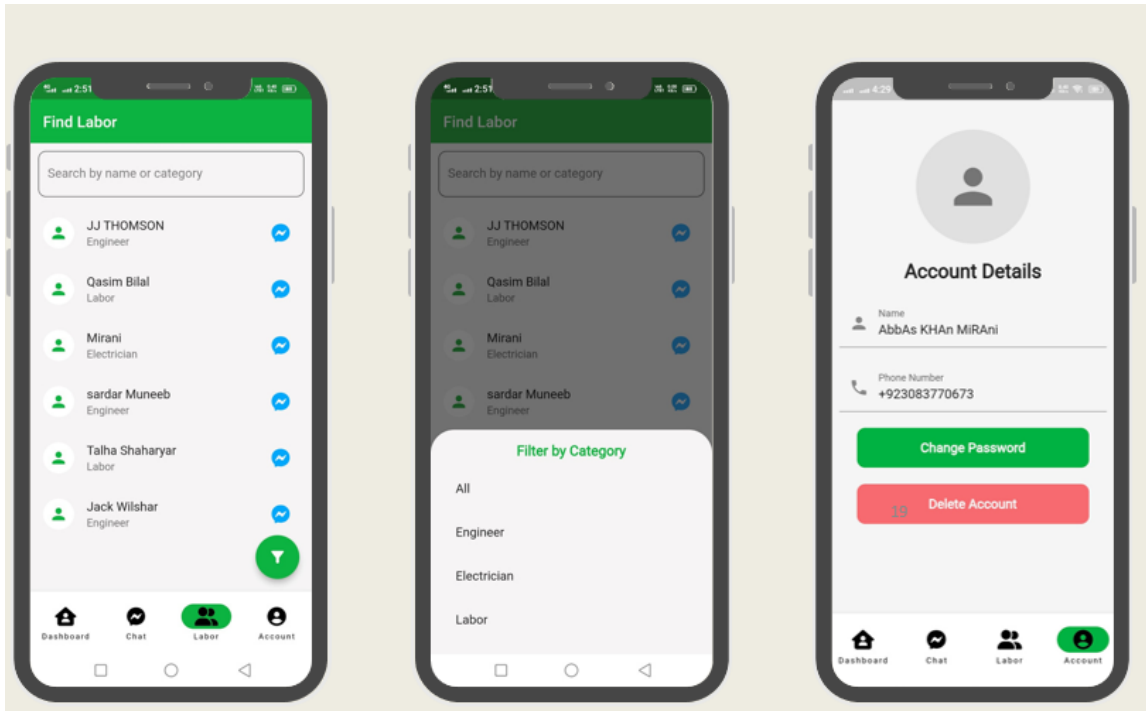 2:51
Find Labor
Search by name or category
JJ THOMSON
Engineer
Qasim Bilal
Labor
Mirani
Electrician
sardar Muneeb
Engineer
Talha Shaharyar
Labor
Jack Wilshar
Engineer
Dashboard Chat Labor Account
2:51
Find Labor
Search by name or category
JJ THOMSON
Engineer
Qasim Bilal
Labor
Mirani
Electrician
sardar Muneeb
Engineer
Filter by Category
All
Engineer
Electrician
Labor
4:29
Account Details
Name
AbbAs KHAn MiRAni
Phone Number
+923083770673
Change Password
Delete Account
19
Dashboard Chat Labor Account